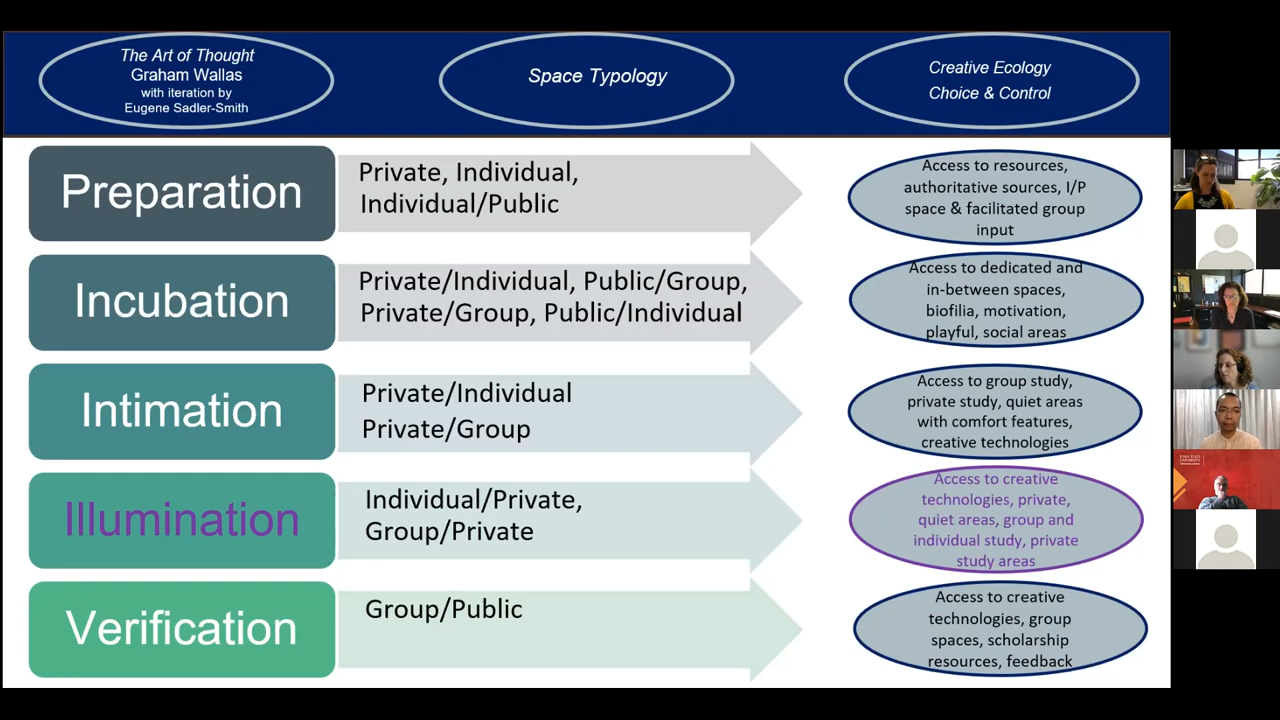 The Art of Thought
Graham Wallas
with iteration by
Eugene Sadler-Smith
Space Typology
Creative Ecology
Choice & Control
Preparation
Private, Individual,
Individual/Public
Access to resources,
authoritative sources, I/P
space & facilitated group
input
Incubation
Private/Individual, Public/Group,
Private/Group, Public/Individual
Access to dedicated and
in-between spaces,
biofilia, motivation,
playful, social areas
Intimation
Private/Individual
Private/Group
Access to group study,
private study, quiet areas
with comfort features,
creative technologies
Illumination
Individual/Private,
Group/Private
Access to creative
technologies, private,
quiet areas, group and
individual study, private
study areas
Verification
Group/Public
Access to creative
technologies, group
spaces, scholarship
resources, feedback
IOWA STATE
UNIVERSITY